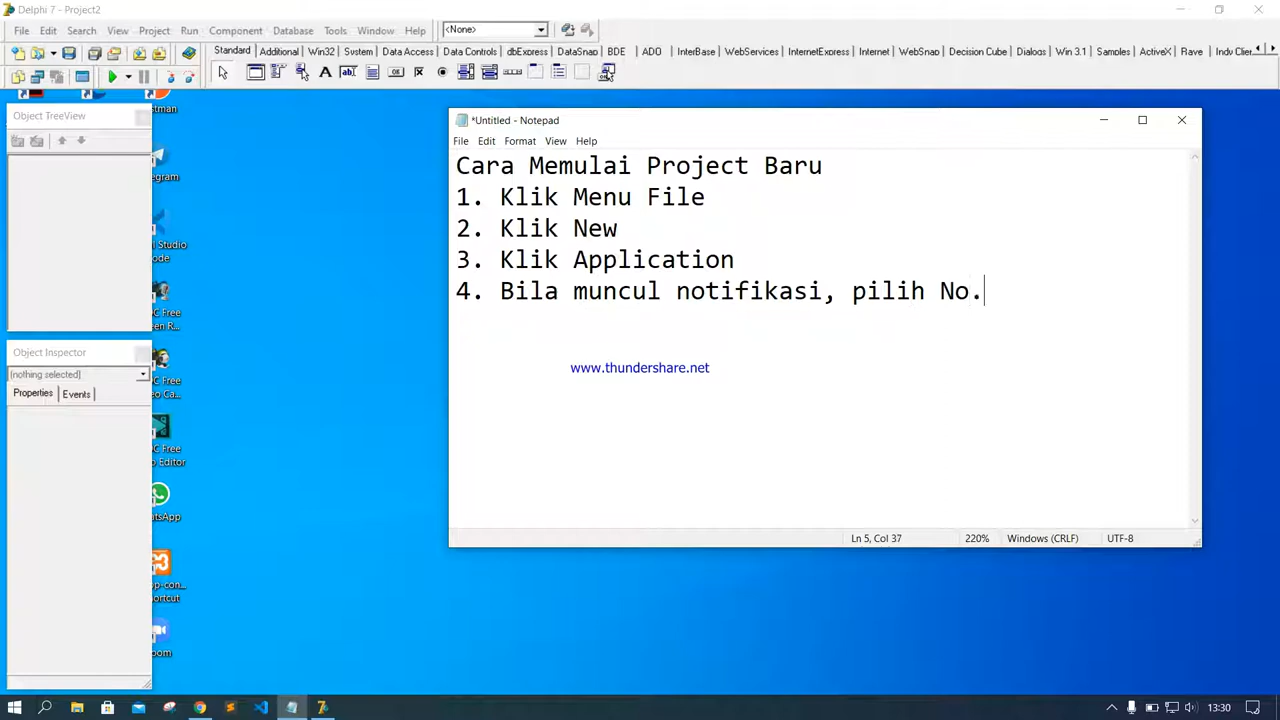 Delphi 7 - Project2
File Edit Search View Project Run Component Database Tools Window Help
<None>
Standard Additional Win32 System Data Access Data Controls dbExpress DataSnap BDE ADO InterBase WebServices InternetExpress Internet WebSnap Decision Cube Dialogs Win 3.1 Samples ActiveX Rave Indy Clien
Object TreeView
Object Inspector
(nothing selected)
Properties Events
*Untitled - Notepad
File Edit Format View Help
Cara Memulai Project Baru
1. Klik Menu File
2. Klik New
3. Klik Application
4. Bila muncul notifikasi, pilih No.
www.thundershare.net
Ln 5, Col 37 220% Windows (CRLF) UTF-8
13:30